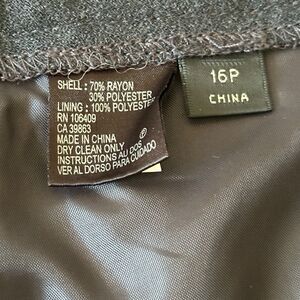 SHELL : 70% RAYON
30% POLYESTER
LINING : 100% POLYESTER
RN 106409
CA 39863
MADE IN CHINA
DRY CLEAN ONLY ®
INSTRUCTIONS AU DOS
VER AL DORSO PARA CUIDADO
16P
CHINA